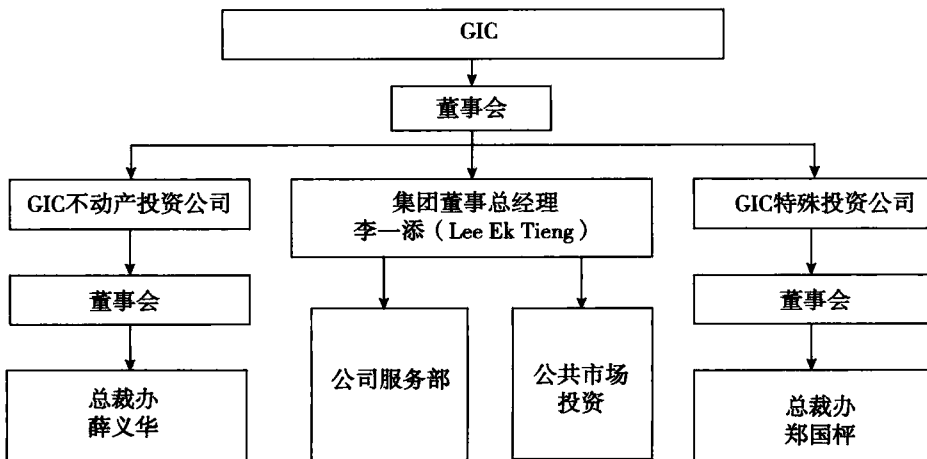 GIC
董事会
GIC不动产投资公司
集团董事总经理
李一添（Lee Ek Tieng）
GIC特殊投资公司
董事会
董事会
公司服务部
公共市场
投资
总裁办
薛义华
总裁办
郑国枰